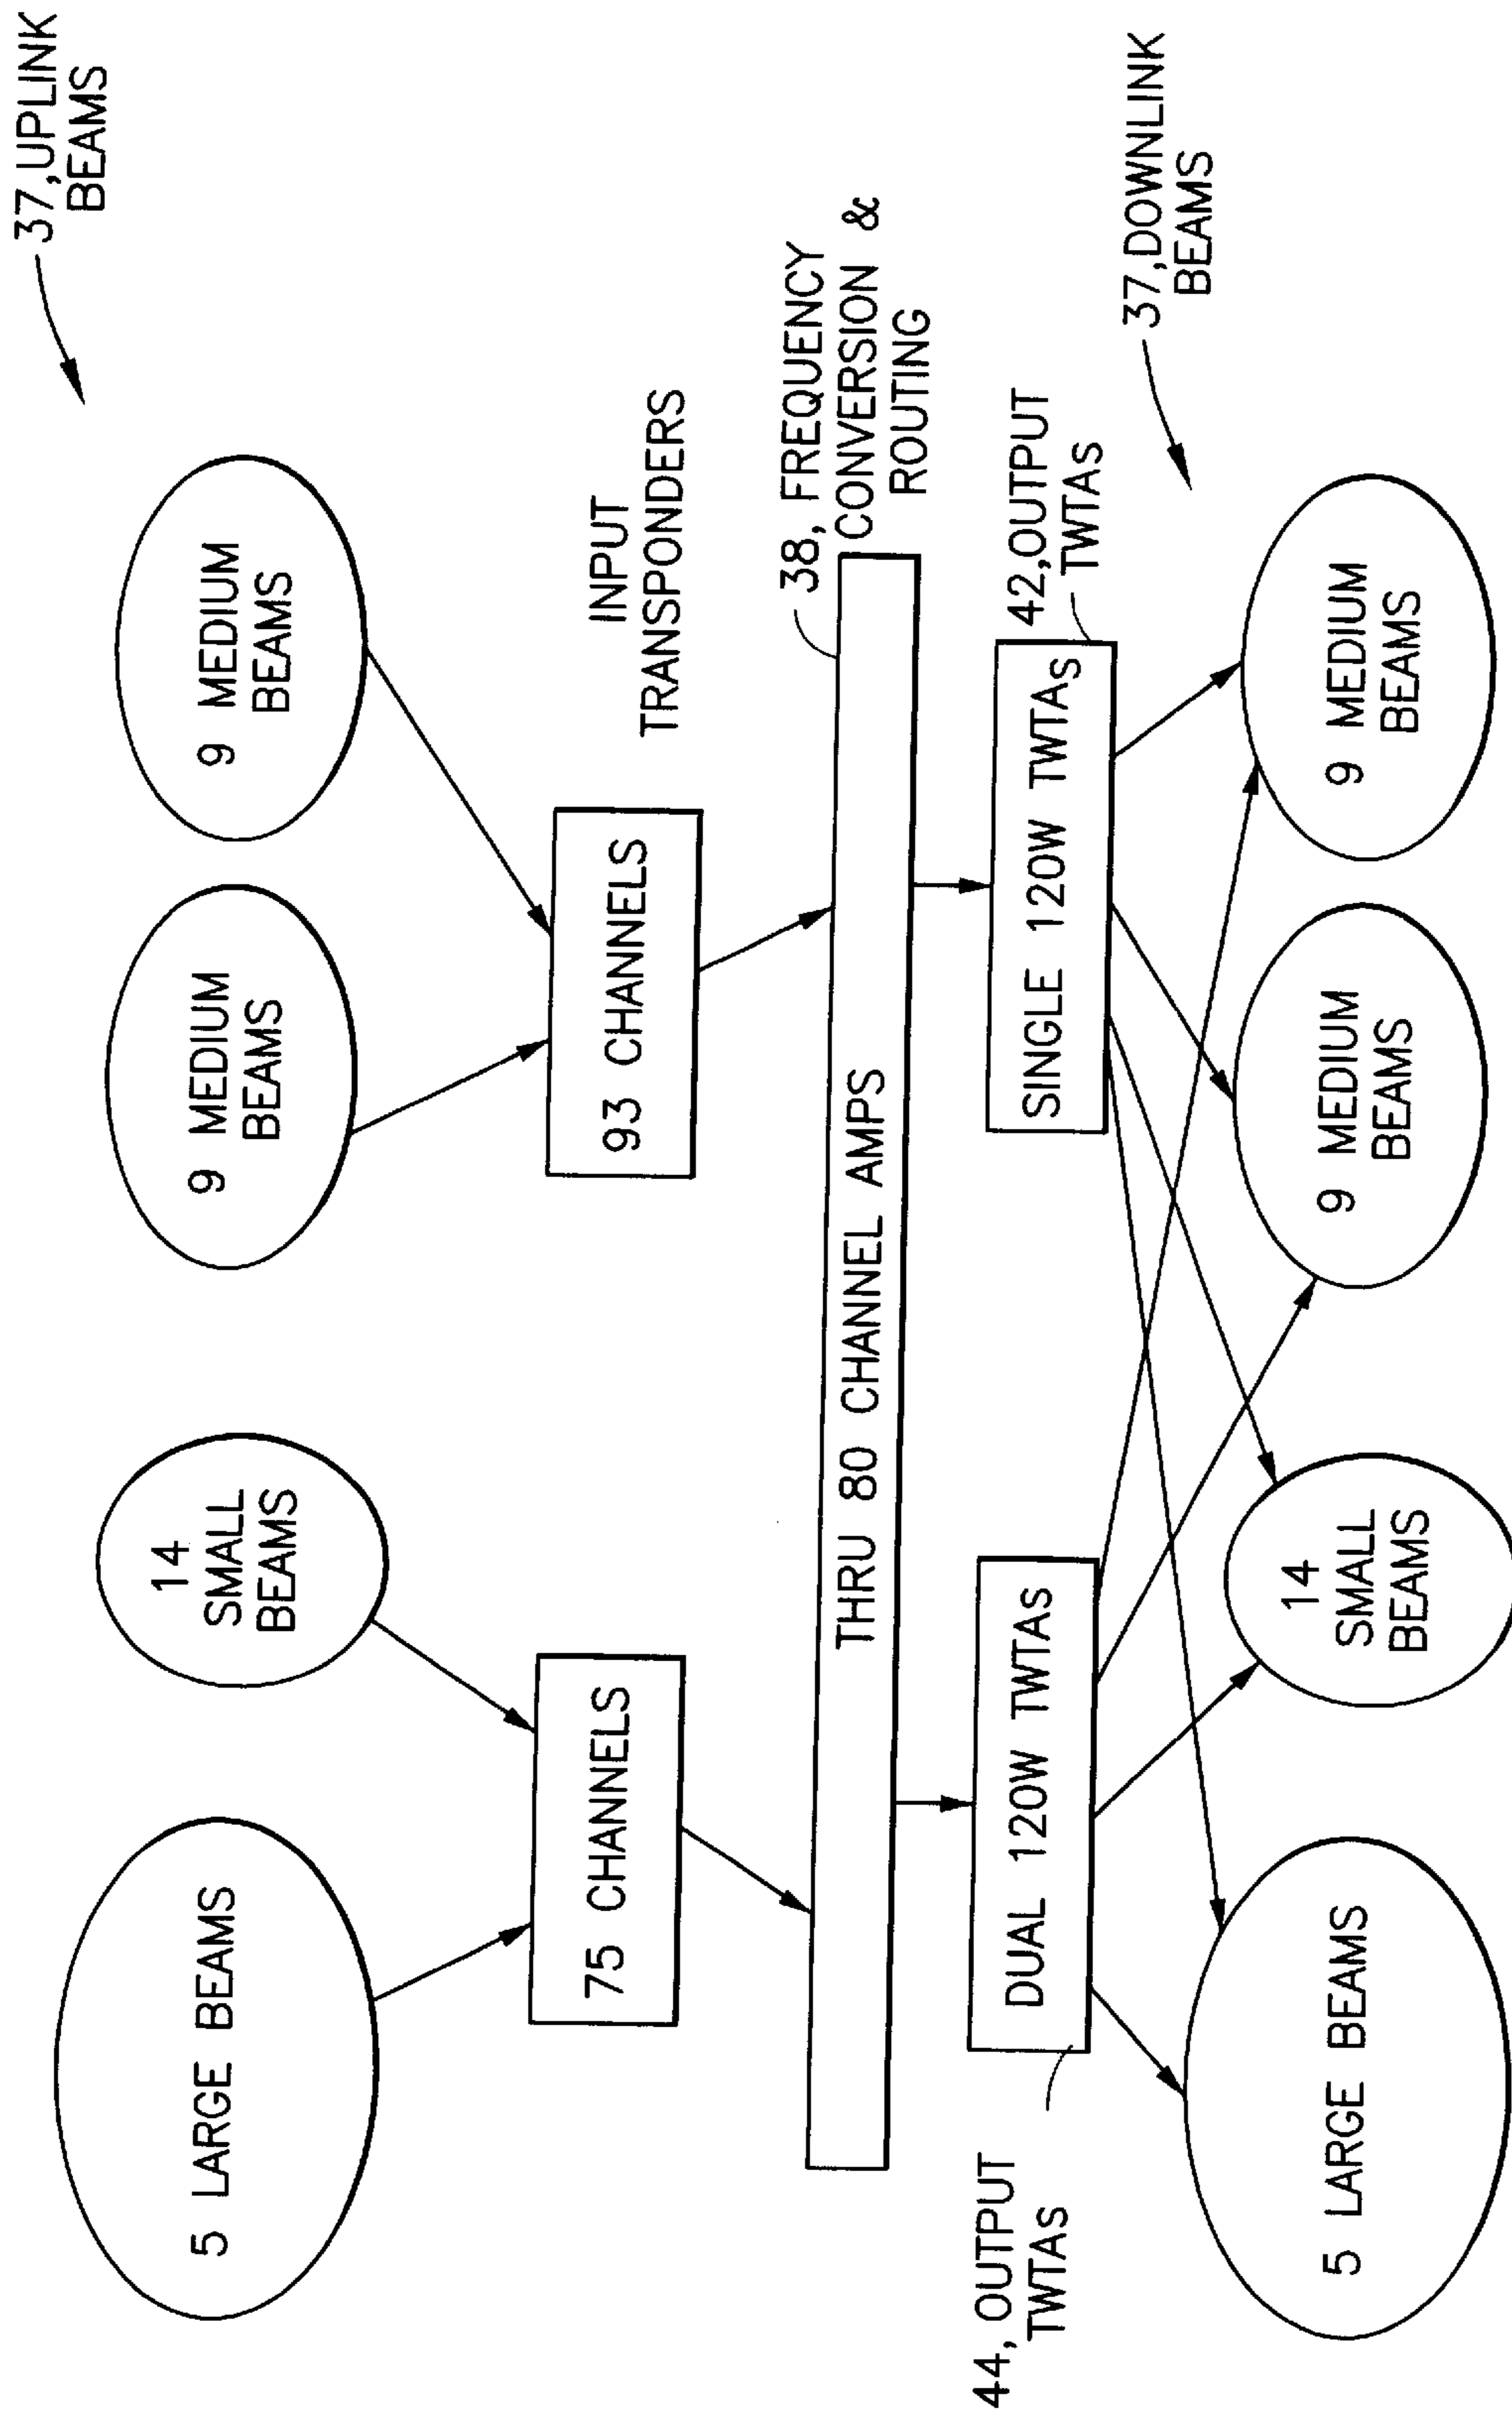 37,UPLINK
BEAMS
5 LARGE BEAMS
14
SMALL
BEAMS
9 MEDIUM
BEAMS
9 MEDIUM
BEAMS
75 CHANNELS
93 CHANNELS
INPUT
TRANSPONDERS
THRU 80 CHANNEL AMPS
38, FREQUENCY
CONVERSION &
ROUTING
44, OUTPUT
TWTAs
DUAL 120W TWTAs
SINGLE 120W TWTAs
42,OUTPUT
TWTAs
37,DOWNLINK
BEAMS
5 LARGE BEAMS
14
SMALL
BEAMS
9 MEDIUM
BEAMS
9 MEDIUM
BEAMS